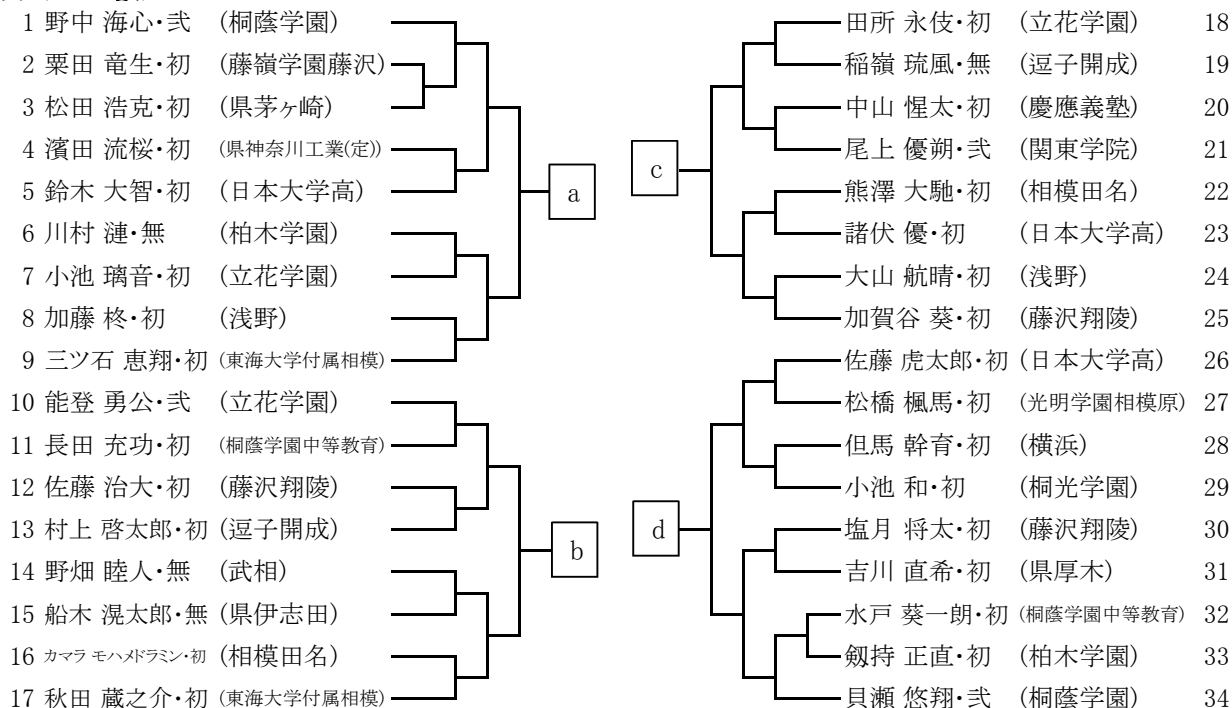 1 野中 海心・弐 (桐蔭学園)
2 粟田 竜生・初 (藤嶺学園藤沢)
3 松田 浩克・初 (県茅ヶ崎)
4 濱田 流桜・初 (県神奈川工業(定))
5 鈴木 大智・初 (日本大学高)
6 川村 漣・無 (柏木学園)
7 小池 璃音・初 (立花学園)
8 加藤 柊・初 (浅野)
9 三ツ石 恵翔・初 (東海大学付属相模)
a
10 能登 勇公・弐 (立花学園)
11 長田 充功・初 (桐蔭学園中等教育)
12 佐藤 治大・初 (藤沢翔陵)
13 村上 啓太郎・初 (逗子開成)
14 野畑 睦人・無 (武相)
15 船木 滉太郎・無 (県伊志田)
16 カマラ モハメドラミン・初 (相模田名)
17 秋田 蔵之介・初 (東海大学付属相模)
b
田所 永伎・初 (立花学園) 18
稲嶺 琉風・無 (逗子開成) 19
中山 惺太・初 (慶應義塾) 20
尾上 優朔・弐 (関東学院) 21
熊澤 大馳・初 (相模田名) 22
諸伏 優・初 (日本大学高) 23
大山 航晴・初 (浅野) 24
加賀谷 葵・初 (藤沢翔陵) 25
c
佐藤 虎太郎・初 (日本大学高) 26
松橋 楓馬・初 (光明学園相模原) 27
但馬 幹育・初 (横浜) 28
小池 和・初 (桐光学園) 29
塩月 将太・初 (藤沢翔陵) 30
吉川 直希・初 (県厚木) 31
水戸 葵一朗・初 (桐蔭学園中等教育) 32
剱持 正直・初 (柏木学園) 33
貝瀬 悠翔・弐 (桐蔭学園) 34
d